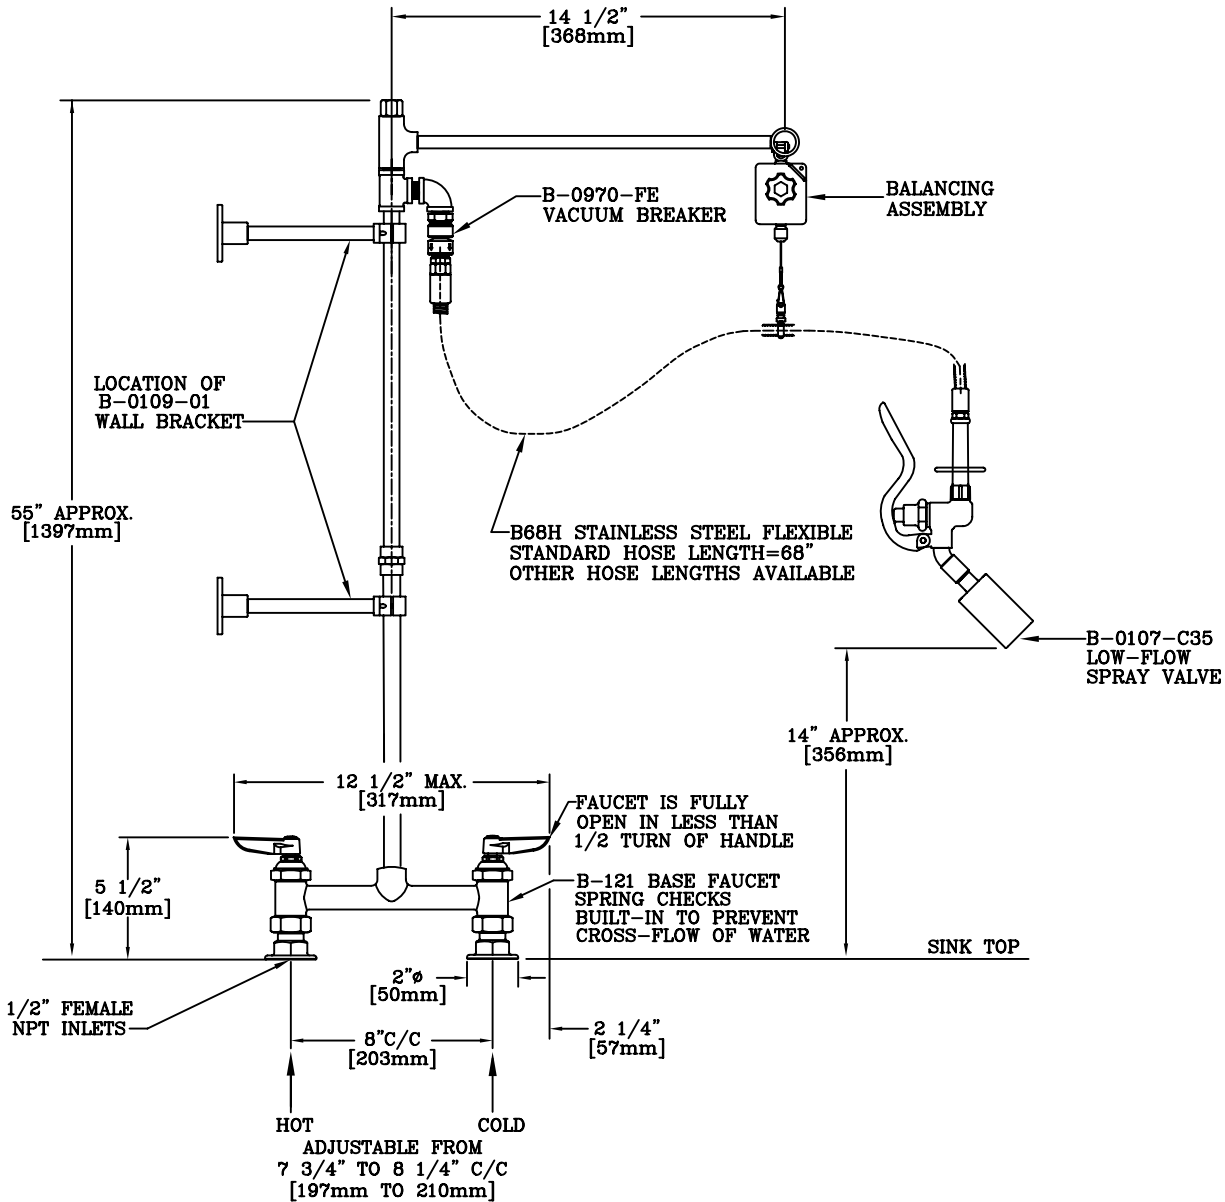 14 1/2"
[368mm]
B-0970-FE
VACUUM BREAKER
BALANCING
ASSEMBLY
LOCATION OF
B-0109-01
WALL BRACKET
55" APPROX.
[1397mm]
B68H STAINLESS STEEL FLEXIBLE
STANDARD HOSE LENGTH=68"
OTHER HOSE LENGTHS AVAILABLE
B-0107-C35
LOW-FLOW
SPRAY VALVE
14" APPROX.
[356mm]
12 1/2" MAX.
[317mm]
FAUCET IS FULLY
OPEN IN LESS THAN
1/2 TURN OF HANDLE
5 1/2"
[140mm]
B-121 BASE FAUCET
SPRING CHECKS
BUILT-IN TO PREVENT
CROSS-FLOW OF WATER
SINK TOP
2"ø
[50mm]
1/2" FEMALE
NPT INLETS
8"C/C
[203mm]
2 1/4"
[57mm]
HOT
COLD
ADJUSTABLE FROM
7 3/4" TO 8 1/4" C/C
[197mm TO 210mm]